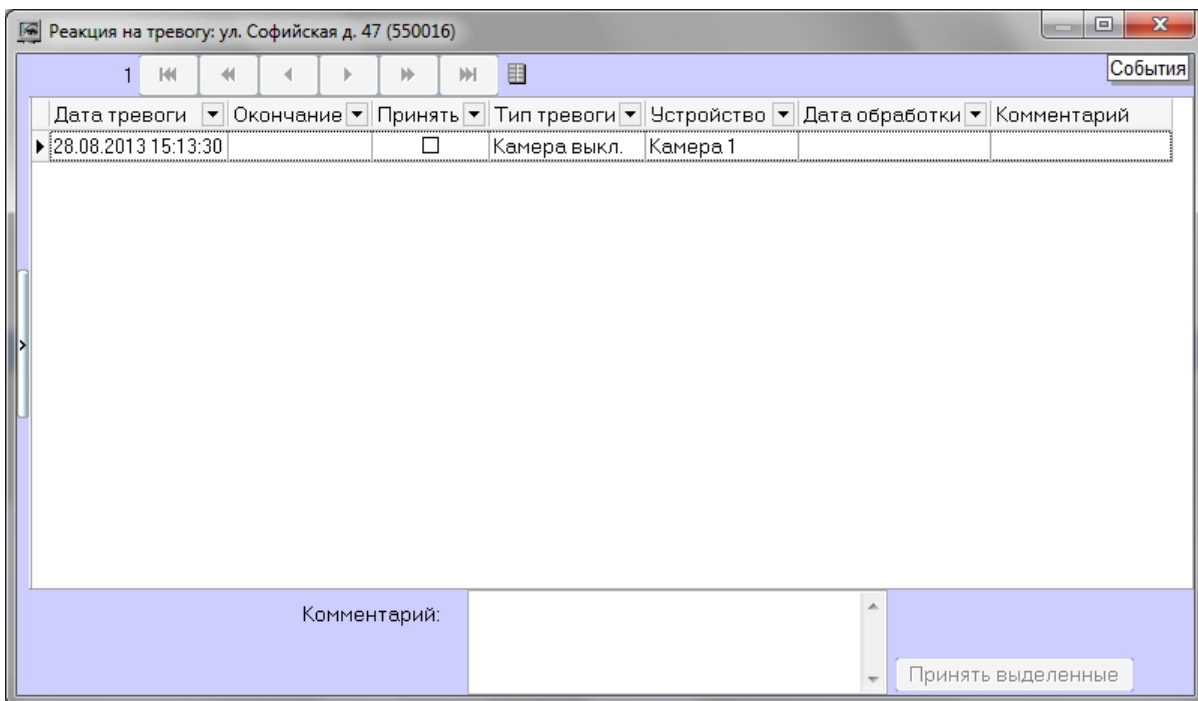 Реакция на тревогу: ул. Софийская д. 47 (550016)
1
События
Дата тревоги Окончание Принять Тип тревоги Устройство Дата обработки Комментарий
28.08.2013 15:13:30 Камера выкл. Камера 1
Комментарий:
Принять выделенные